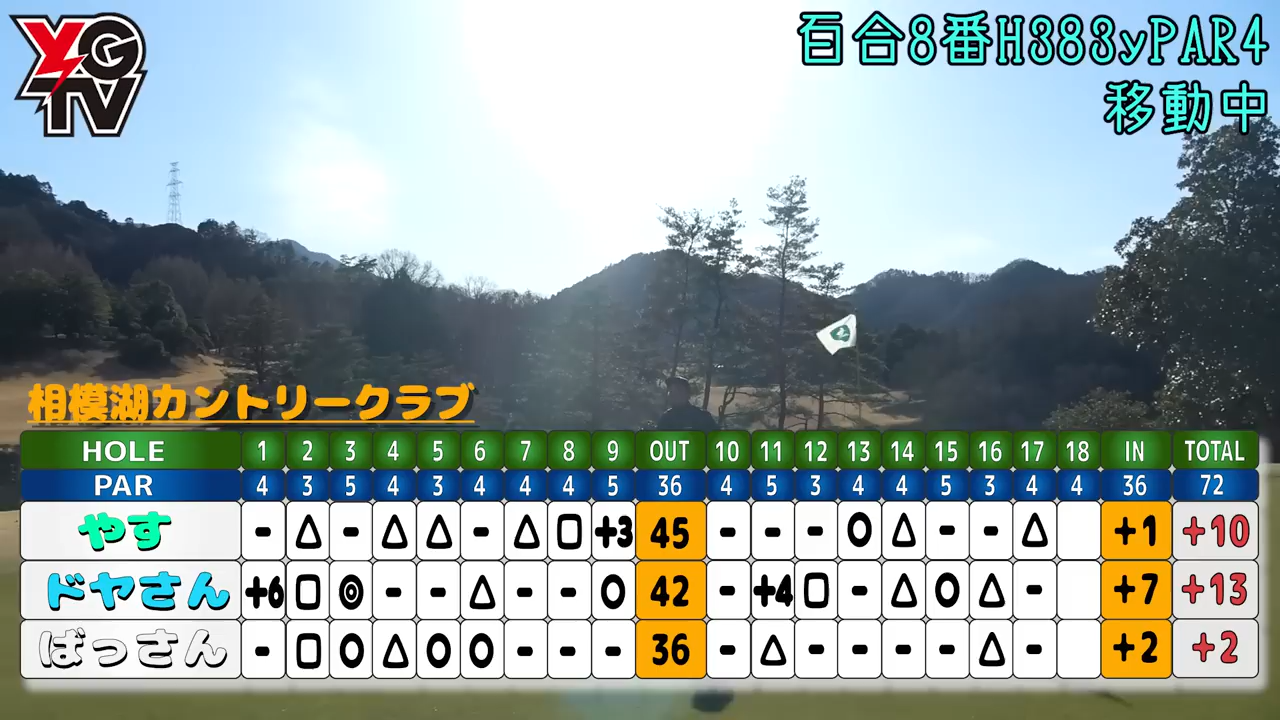 YGTV
百合8番H383yPAR4
移動中
相模湖カントリークラブ
HOLE 1 2 3 4 5 6 7 8 9 OUT 10 11 12 13 14 15 16 17 18 IN TOTAL
PAR 4 3 5 4 3 4 4 4 5 36 4 5 3 4 4 5 3 4 4 36 72
やす - △ - △ △ - △ □ +3 45 - - - ○ △ - - △ +1 +10
ドヤさん +6 □ ◎ - - △ - - ○ 42 - +4 □ - △ ○ △ - +7 +13
ばっさん - □ ○ △ ○ ○ - - - 36 - △ - - - - △ - +2 +2